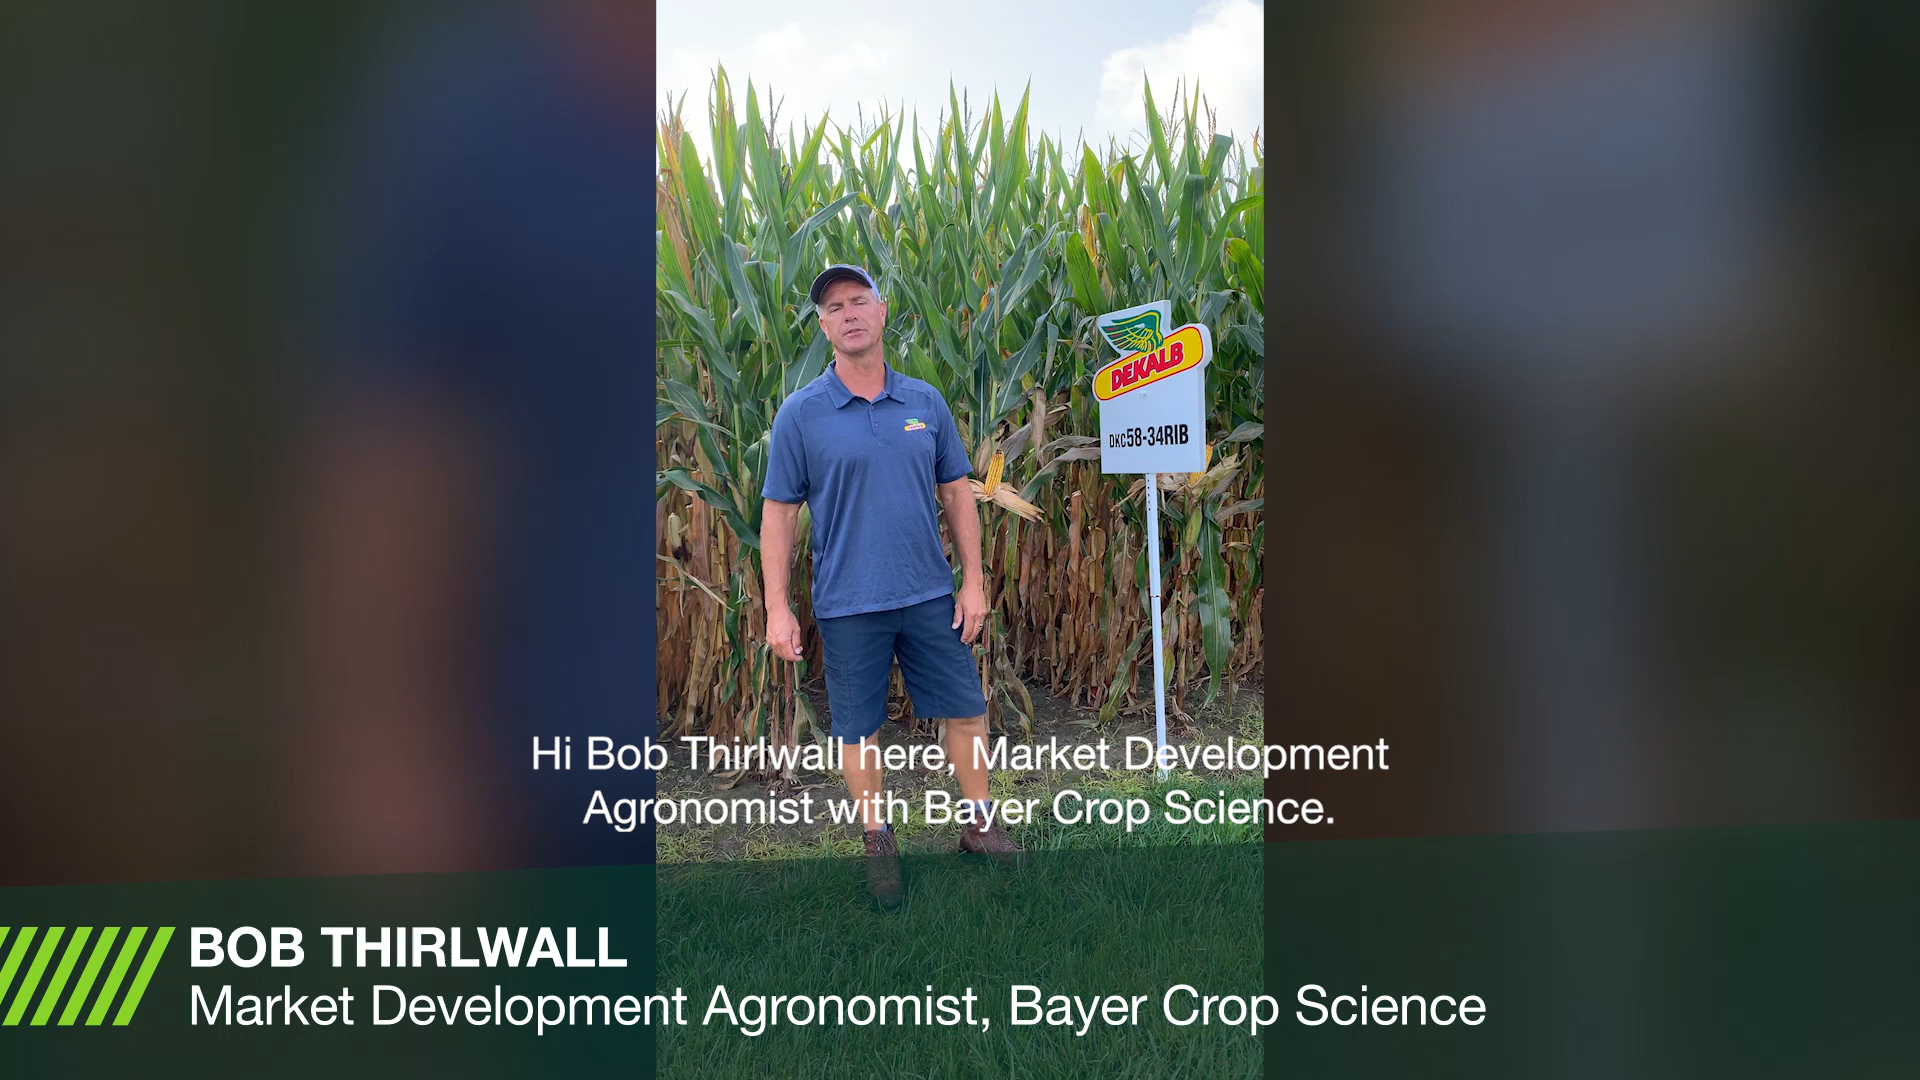 DEKALB
DKC58-34RIB
Hi Bob Thirlwall here, Market Development
Agronomist with Bayer Crop Science.
BOB THIRLWALL
Market Development Agronomist, Bayer Crop Science